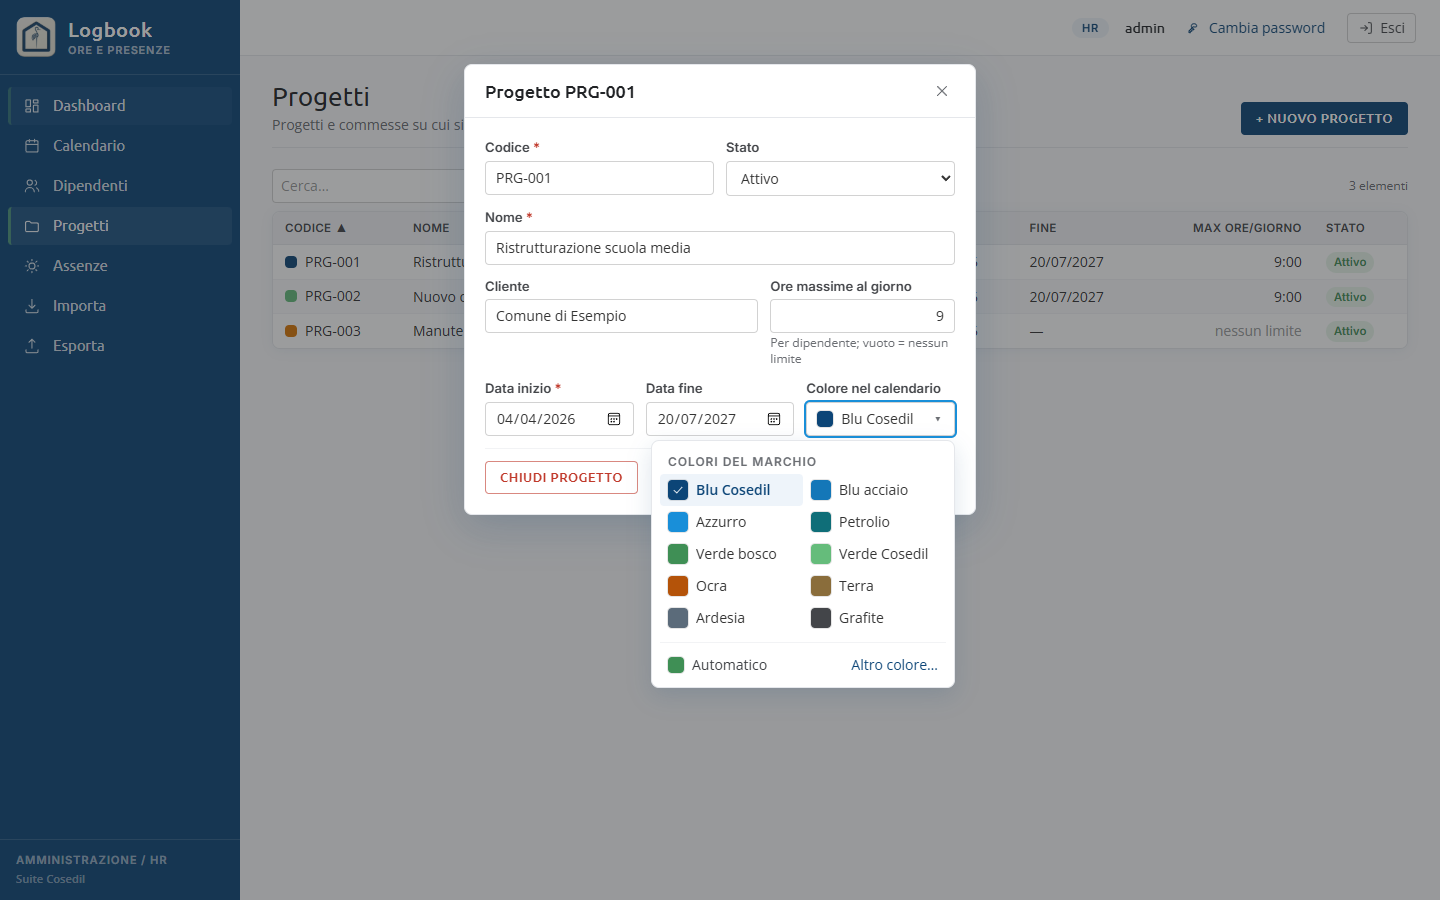 Logbook
ORE E PRESENZE
HR
admin
Cambia password
Esci
Dashboard
Calendario
Dipendenti
Progetti
Assenze
Importa
Esporta
AMMINISTRAZIONE / HR
Suite Cosedil
Progetti
Progetti e commesse su cui si
+ NUOVO PROGETTO
Cerca...
3 elementi
CODICE ▲ NOME FINE MAX ORE/GIORNO STATO
PRG-001 20/07/2027 9:00 Attivo
PRG-002 Nuovo 20/07/2027 9:00 Attivo
PRG-003 — nessun limite Attivo
Progetto PRG-001
Codice * Stato
PRG-001 Attivo
Nome *
Ristrutturazione scuola media
Cliente Ore massime al giorno
Comune di Esempio 9
Per dipendente; vuoto = nessun
limite
Data inizio * Data fine Colore nel calendario
04/04/2026 20/07/2027 Blu Cosedil
CHIUDI PROGETTO
COLORI DEL MARCHIO
Blu Cosedil Blu acciaio
Azzurro Petrolio
Verde bosco Verde Cosedil
Ocra Terra
Ardesia Grafite
Automatico Altro colore...